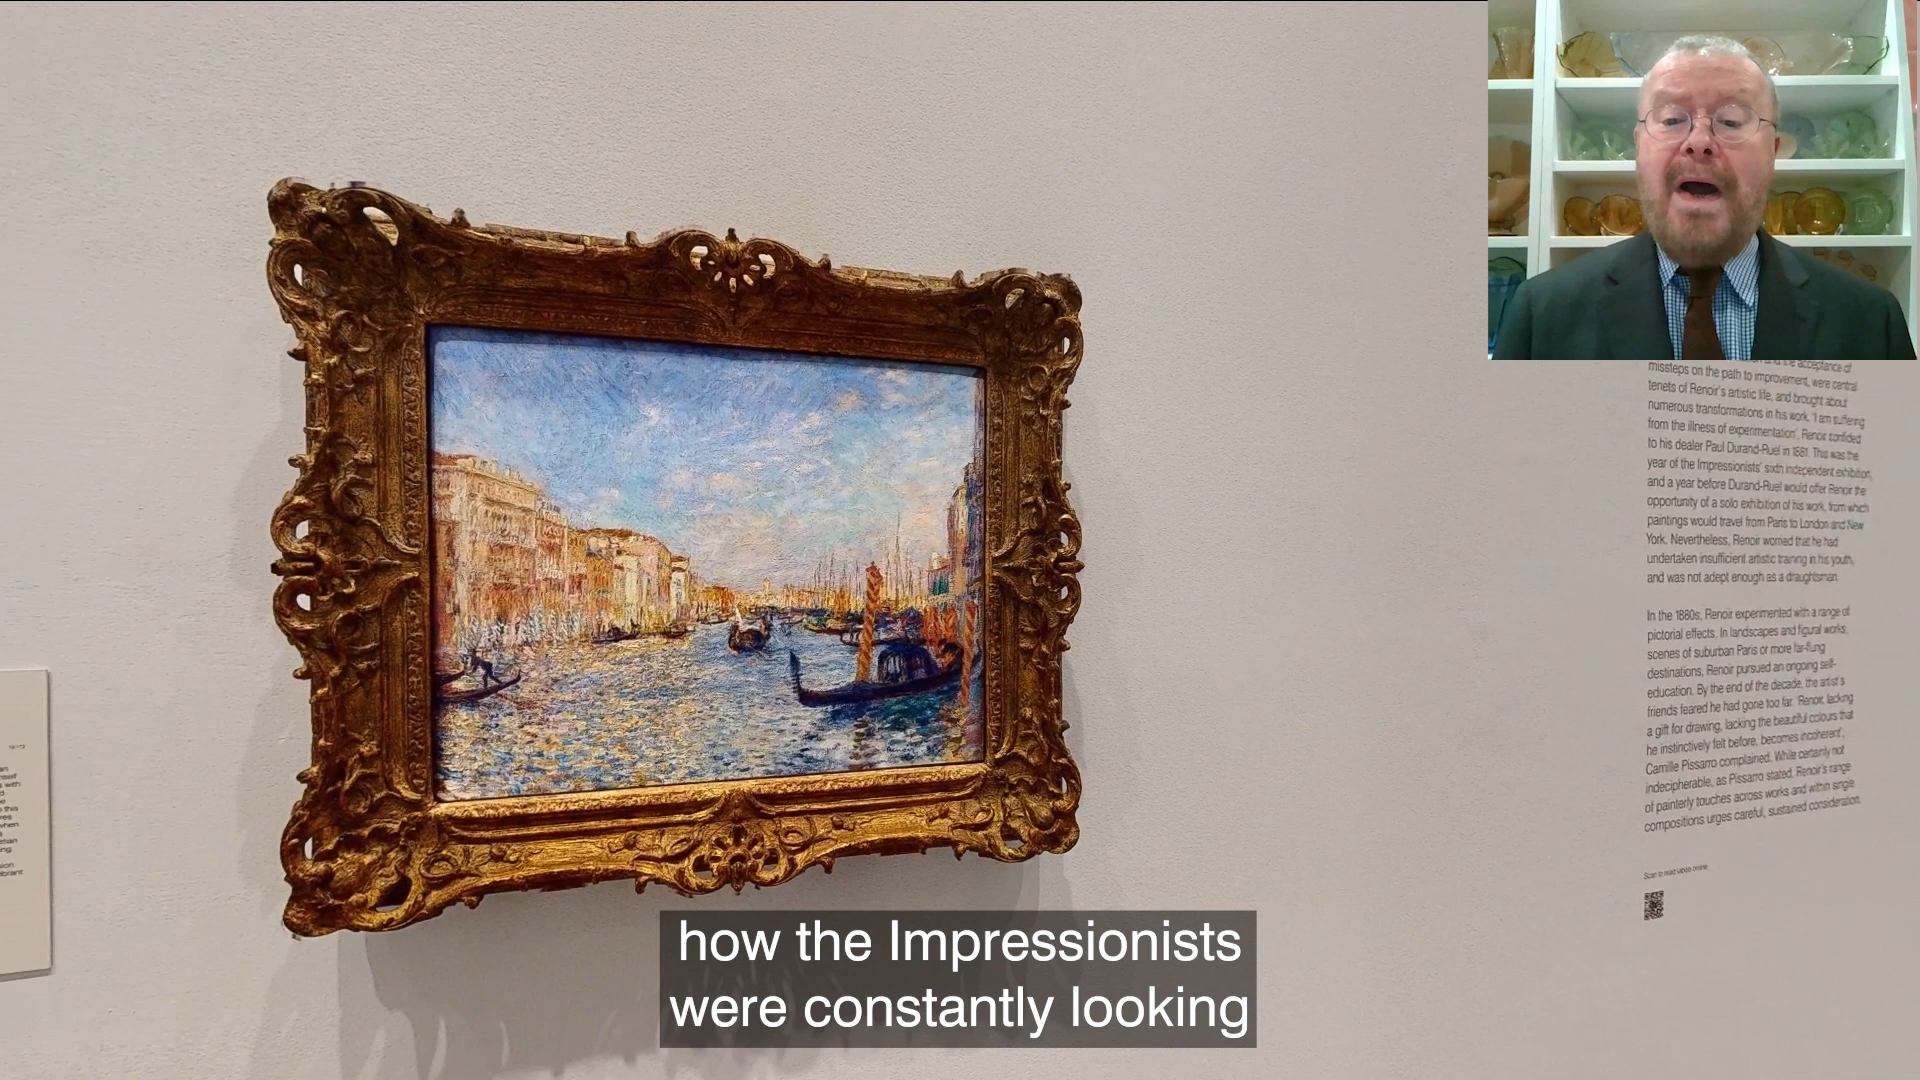 missteps on the path to improvement, were central
tenets of Renoir's artistic life, and brought about
numerous transformations in his work. 'I am suffering
from the illness of experimentation', Renoir confided
to his dealer Paul Durand-Ruel in 1881. This was the
year of the Impressionists' sixth independent exhibition,
and a year before Durand-Ruel would offer Renoir the
opportunity of a solo exhibition of his work, from which
paintings would travel from Paris to London and New
York. Nevertheless, Renoir worried that he had
undertaken insufficient artistic training in his youth,
and was not adept enough as a draughtsman.
In the 1880s, Renoir experimented with a range of
pictorial effects. In landscapes and figural works,
scenes of suburban Paris or more far-flung
destinations, Renoir pursued an ongoing self-
education. By the end of the decade, the artist's
friends feared he had gone too far. 'Renoir, lacking
a gift for drawing, lacking the beautiful colours that
he instinctively felt before, becomes incoherent',
Camille Pissarro complained. While certainly not
indecipherable, as Pissarro stated, Renoir's range
of painterly touches across works and within single
compositions urges careful, sustained consideration.
Scan to read labels online
how the Impressionists
were constantly looking